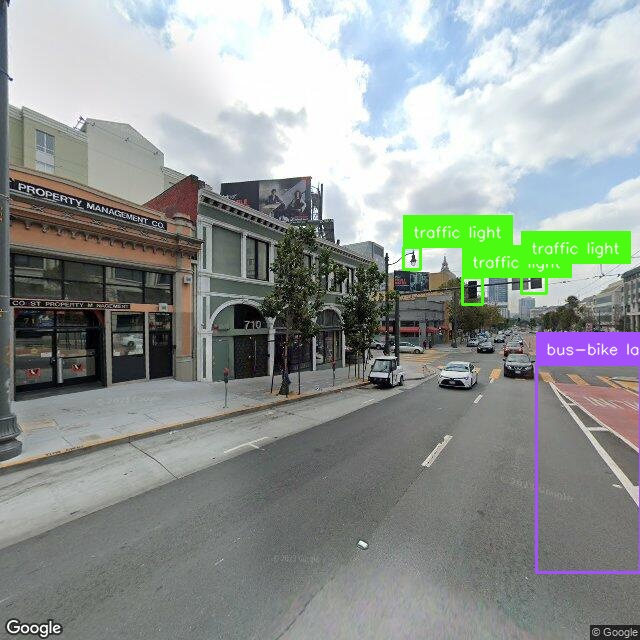 traffic light
traffic light
traffic light
bus-bike la
PROPERTY MANAGEMENT CO.
CO ST PROPERTY M NAGEMENT
710
Google
© Google